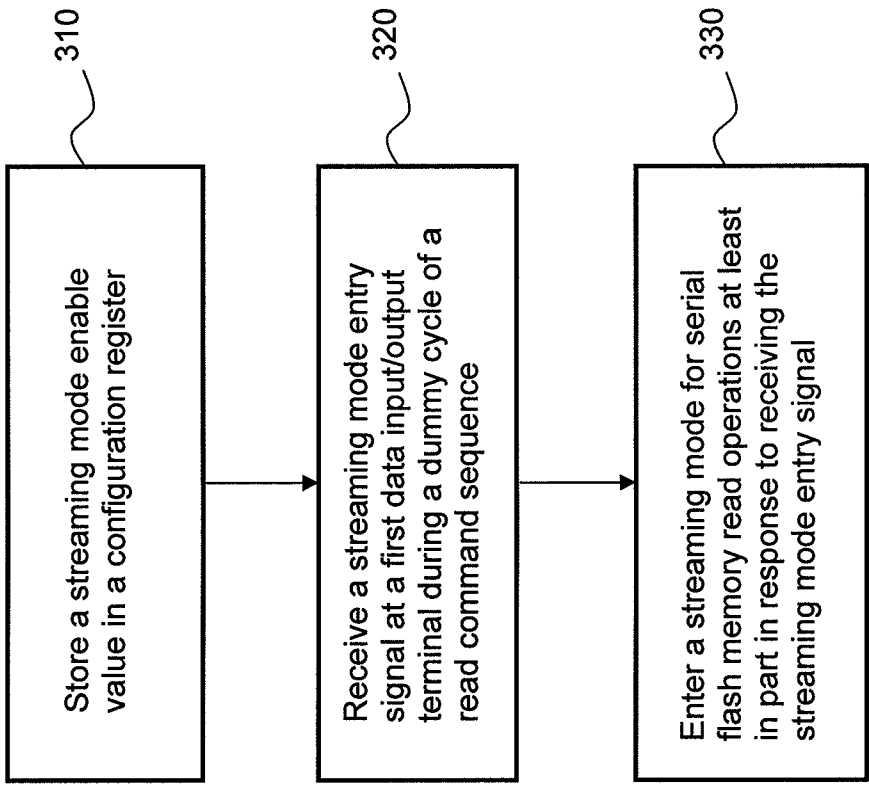 310
Store a streaming mode enable
value in a configuration register
320
Receive a streaming mode entry
signal at a first data input/output
terminal during a dummy cycle of a
read command sequence
330
Enter a streaming mode for serial
flash memory read operations at least
in part in response to receiving the
streaming mode entry signal